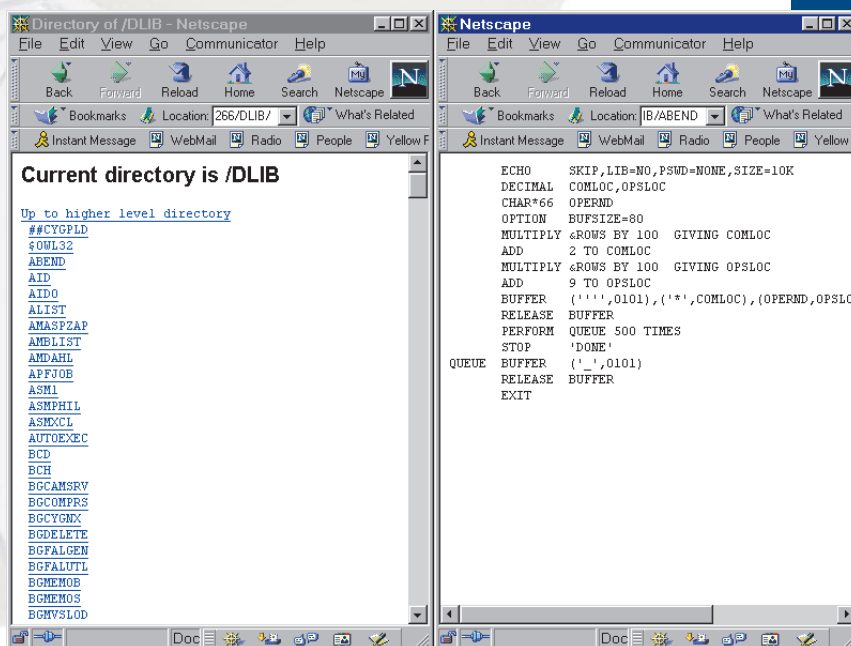 Directory of /DLIB - Netscape
File Edit View Go Communicator Help
Back Forward Reload Home Search Netscape
My
N
Bookmarks Location: 266/DLIB/ What's Related
Instant Message WebMail Radio People Yellow P
Current directory is /DLIB
Up to higher level directory
##CYGPLD
$OWL32
ABEND
AID
AIDO
ALIST
AMASPZAP
AMBLIST
AMDAHL
APFJOB
ASM1
ASMPHIL
ASMXCL
AUTOEXEC
BCD
BCH
BGCAMSRV
BGCOMPRS
BGCYGNX
BGDELETE
BGFALGEN
BGFALUTL
BGMEMOB
BGMEMOS
BGMVSLOD
Doc
Netscape
File Edit View Go Communicator Help
Back Forward Reload Home Search Netscape
My
N
Bookmarks Location: IB/ABEND What's Related
Instant Message WebMail Radio People Yellow
ECHO SKIP,LIB=NO,PSWD=NONE,SIZE=10K
DECIMAL COMLOC,OPSLOC
CHAR*66 OPERND
OPTION BUFSIZE=80
MULTIPLY &ROWS BY 100 GIVING COMLOC
ADD 2 TO COMLOC
MULTIPLY &ROWS BY 100 GIVING OPSLOC
ADD 9 TO OPSLOC
BUFFER ('''',0101),('*',COMLOC),(OPERND,OPSLO
RELEASE BUFFER
PERFORM QUEUE 500 TIMES
STOP 'DONE'
QUEUE BUFFER ('_',0101)
RELEASE BUFFER
EXIT
Doc